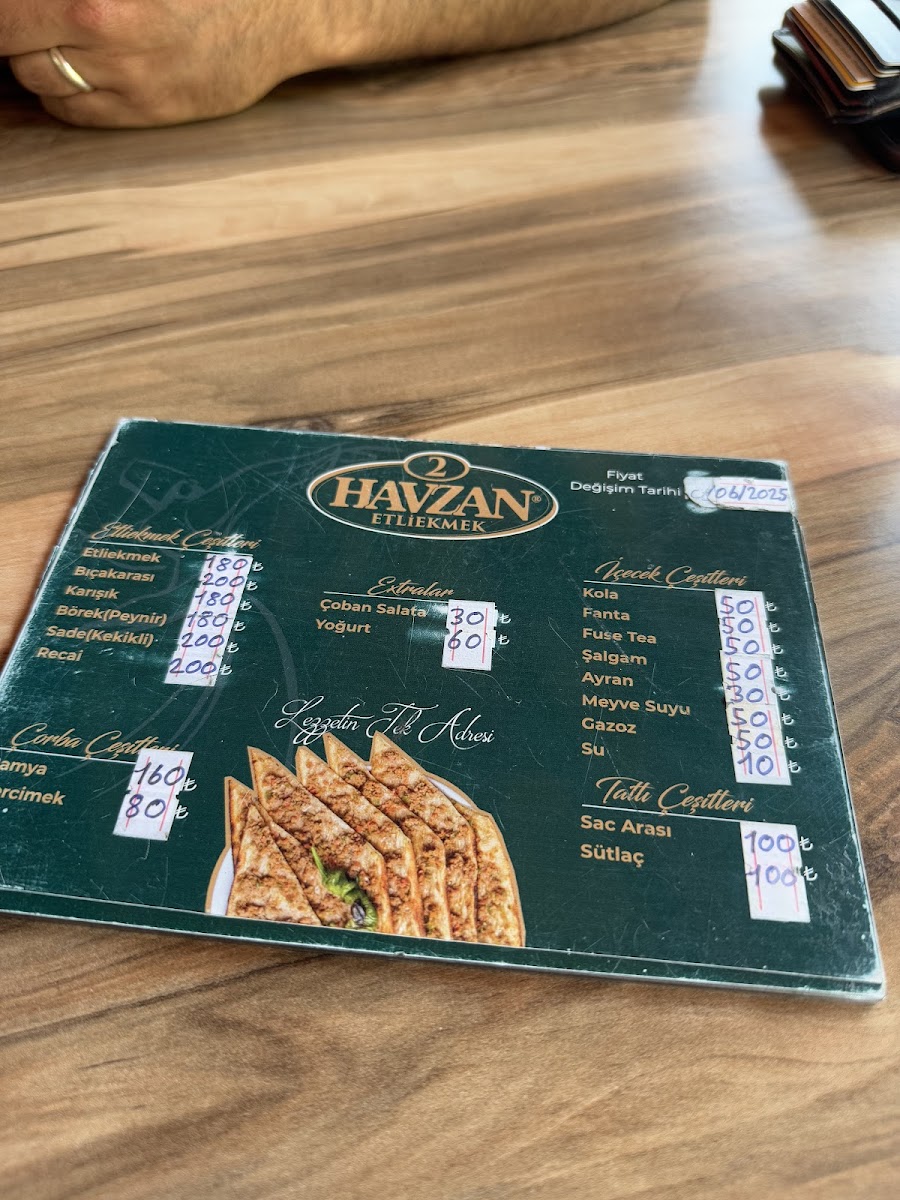 2
HAVZAN®
ETLİEKMEK
Fiyat
Değişim Tarihi /06/2025
Etliekmek Çeşitleri
Etliekmek 180 ₺
Bıçakarası 200 ₺
Karışık 180 ₺
Börek(Peynir) 180 ₺
Sade(Kekikli) 200 ₺
Recai 200 ₺
Çorba Çeşitleri
amya 160 ₺
ercimek 80 ₺
Extralar
Çoban Salata 30 ₺
Yoğurt 60 ₺
Lezzetin Tek Adresi
İçecek Çeşitleri
Kola 50 ₺
Fanta 50 ₺
Fuse Tea 50 ₺
Şalgam 50 ₺
Ayran 30 ₺
Meyve Suyu 50 ₺
Gazoz 50 ₺
Su 10 ₺
Tatlı Çeşitleri
Sac Arası 100 ₺
Sütlaç 100 ₺